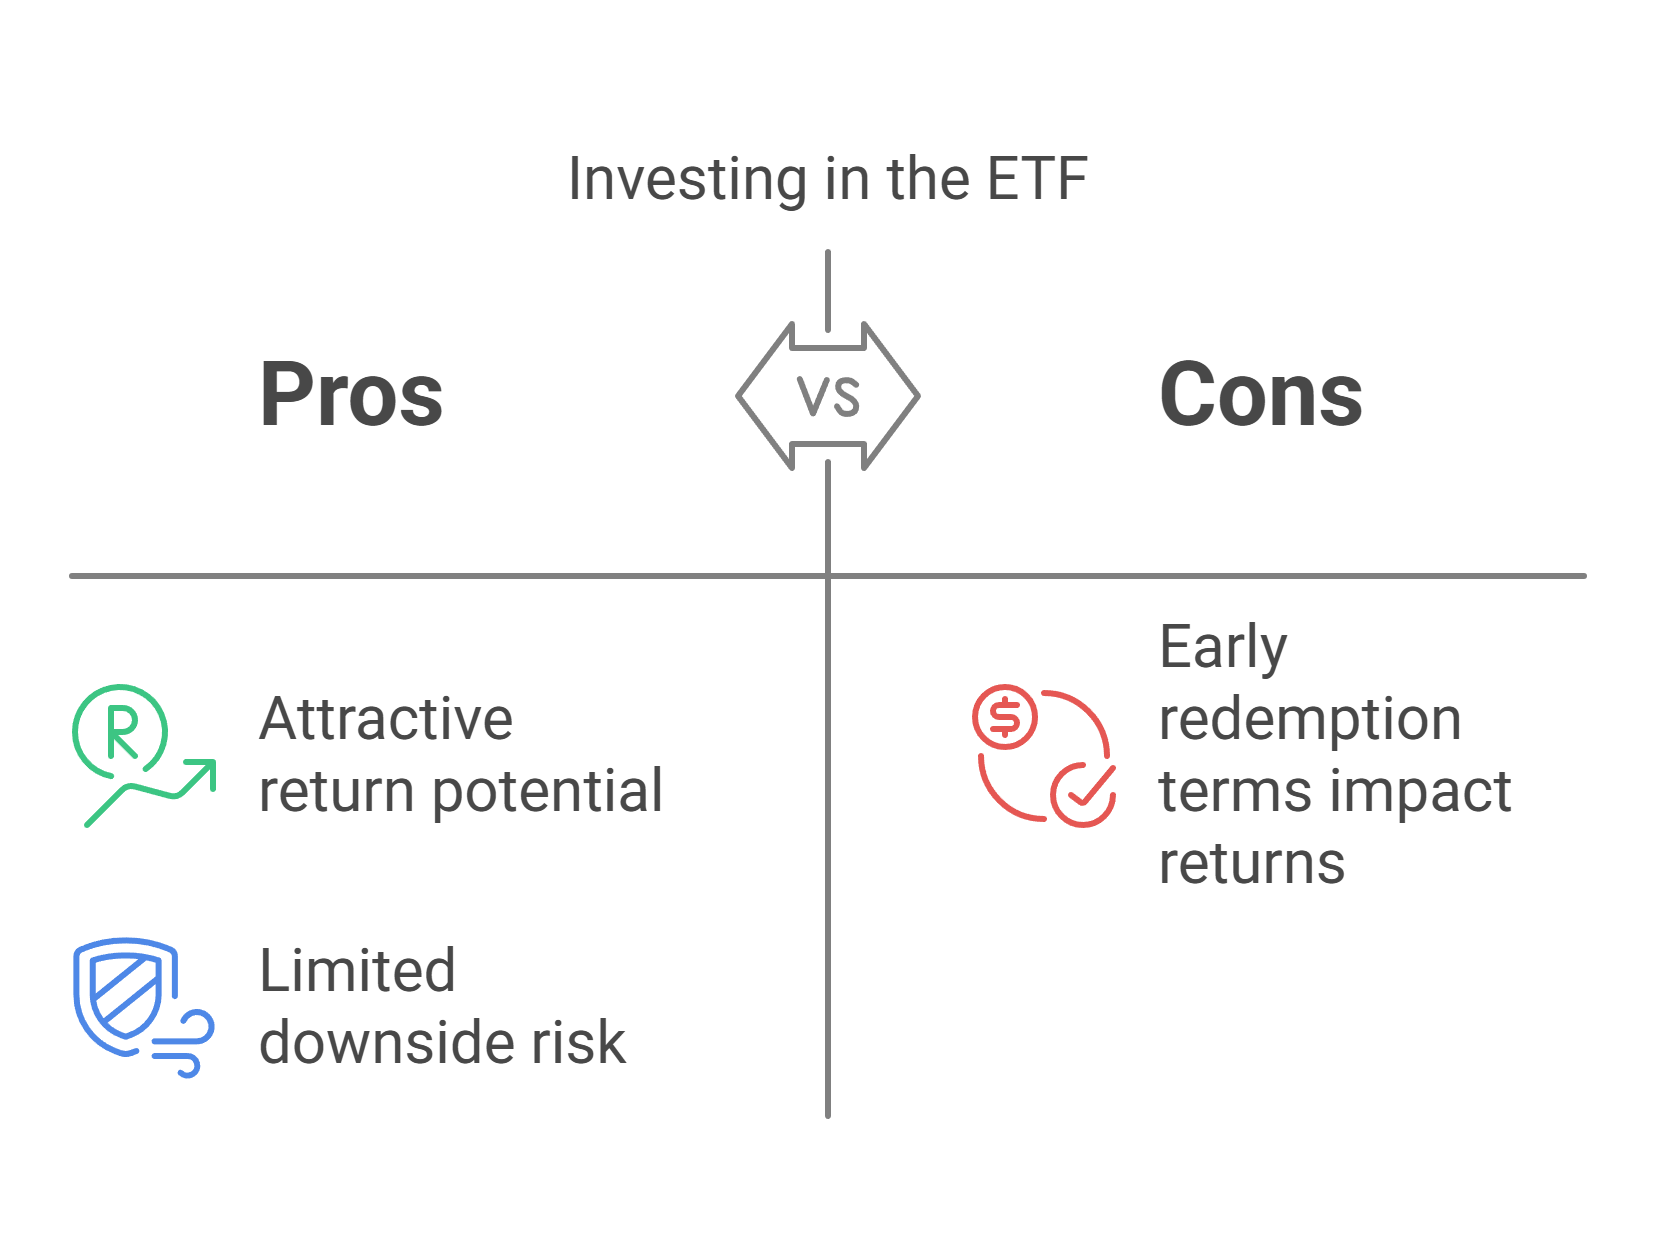 Investing in the ETF
Pros
VS
Cons
R
Attractive
return potential
Limited
downside risk
$
Early
redemption
terms impact
returns